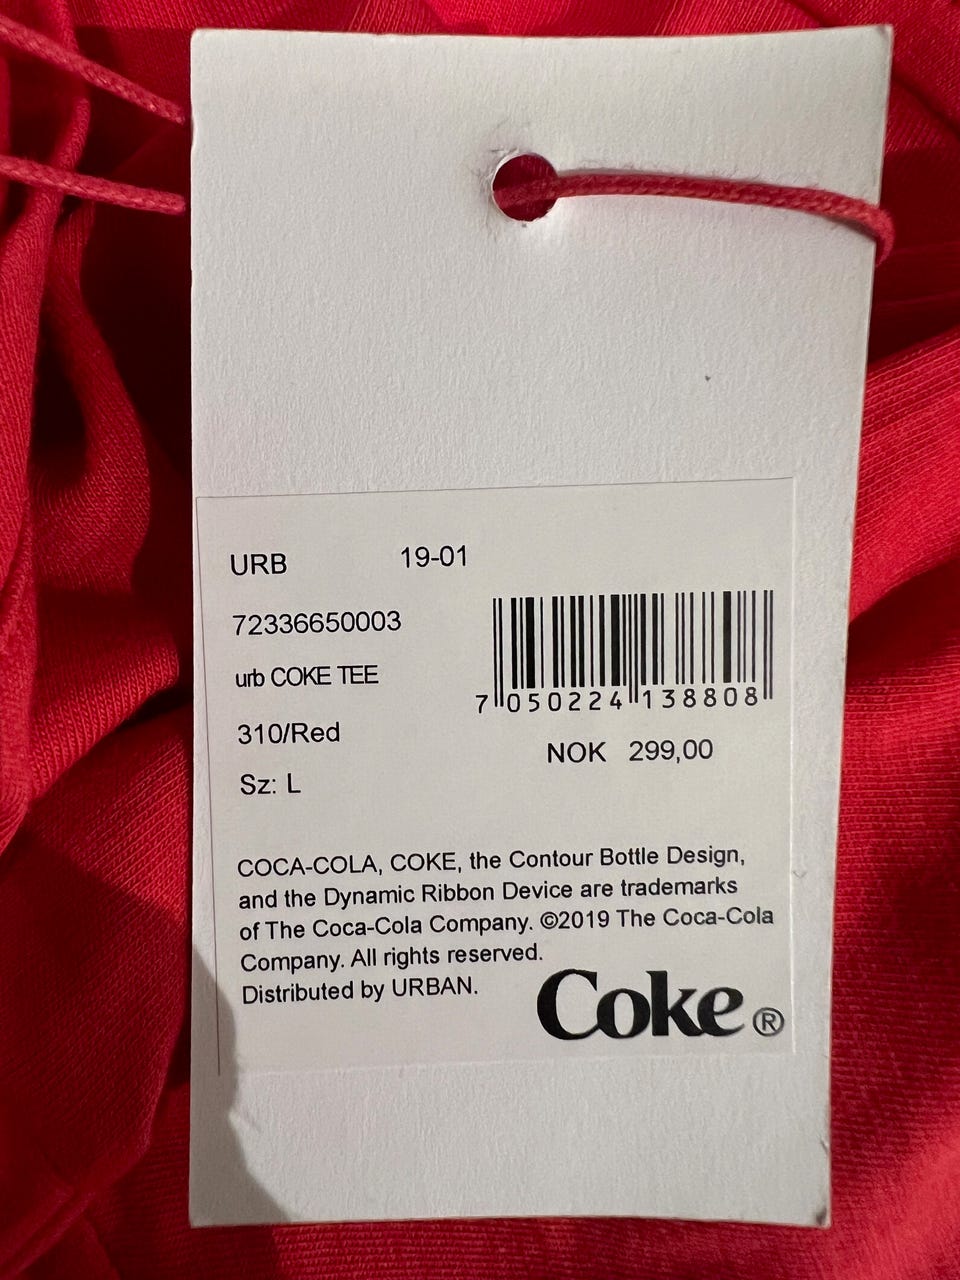 URB 19-01
72336650003
urb COKE TEE
310/Red
Sz: L
7 050224 138808
NOK 299,00
COCA-COLA, COKE, the Contour Bottle Design,
and the Dynamic Ribbon Device are trademarks
of The Coca-Cola Company. ©2019 The Coca-Cola
Company. All rights reserved.
Distributed by URBAN.
Coke ®